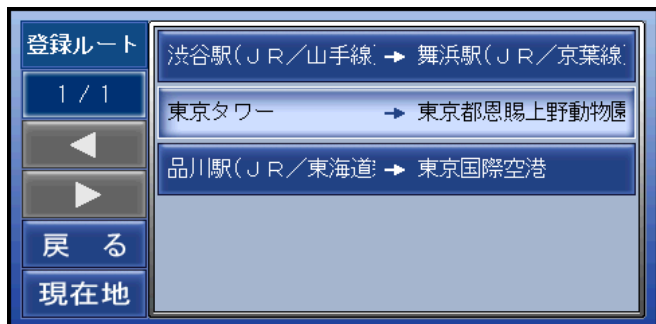 登録ルート
1／1
戻　る
現在地
渋谷駅(ＪＲ／山手線 → 舞浜駅(ＪＲ／京葉線
東京タワー → 東京都恩賜上野動物園
品川駅(ＪＲ／東海道 → 東京国際空港